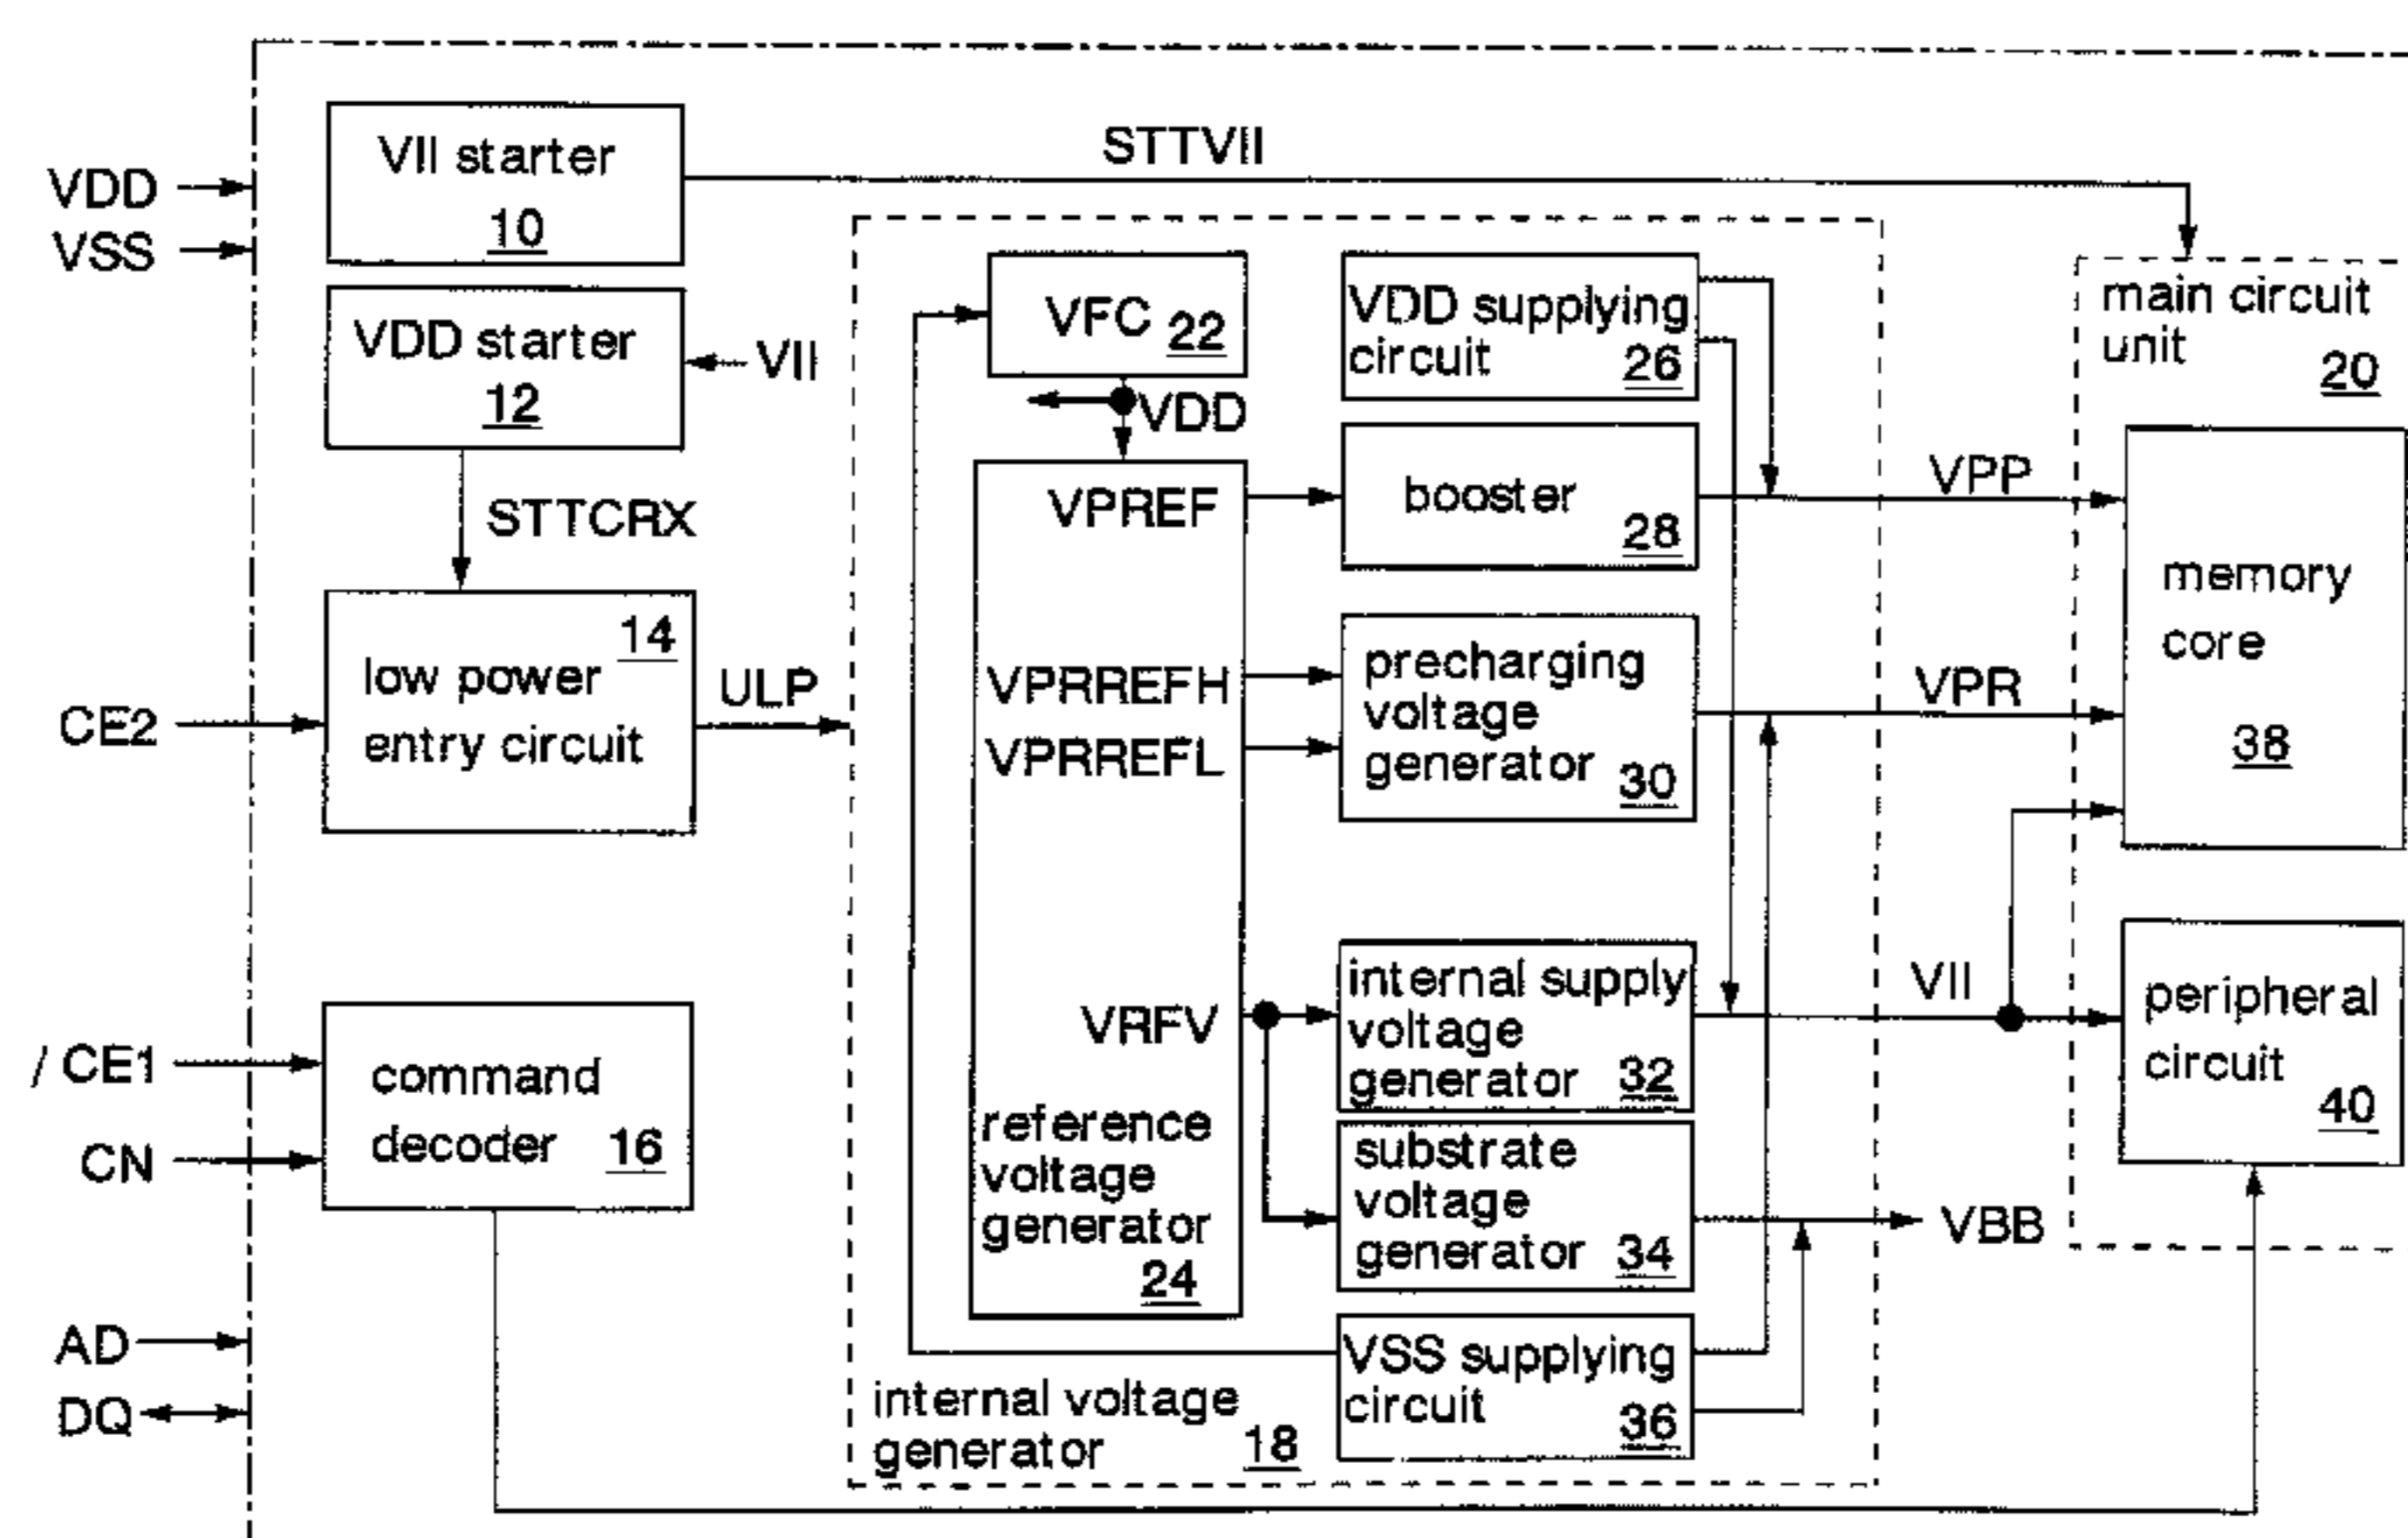 VDD
VSS
VII starter
10
STTVII
VDD starter
12
VII
STTCRX
CE2
14
low power
entry circuit
ULP
/ CE1
CN
command
decoder 16
AD
DQ
VFC 22
VDD
VPREF
VPRREFH
VPRREFL
VRFV
reference
voltage
generator
24
VDD supplying
circuit 26
booster
28
precharging
voltage
generator 30
internal supply
voltage
generator 32
substrate
voltage
generator 34
VSS supplying
circuit 36
internal voltage
generator 18
VPP
VPR
VII
VBB
main circuit
unit
20
memory
core
38
peripheral
circuit
40